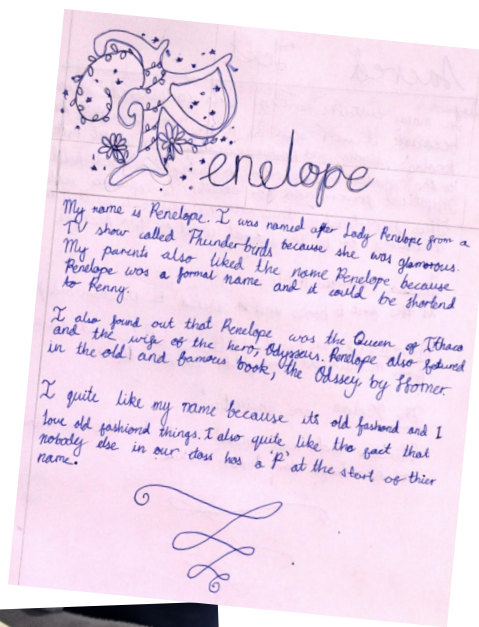 Penelope
My name is Penelope. I was named after Lady Penelope from a
TV show called Thunderbirds because she was glamorous.
My parents also liked the name Penelope because
Penelope was a formal name and it could be shortend
to Penny.
I also found out that Penelope was the Queen of Ithaca
and the wife of the hero, Odysseus. Penelope also fetured
in the old and famous book, the Odssey by Homer.
I quite like my name because its old fashond and I
love old fashiond things. I also quite like the fact that
nobody else in our class has a 'P' at the start of thier
name.